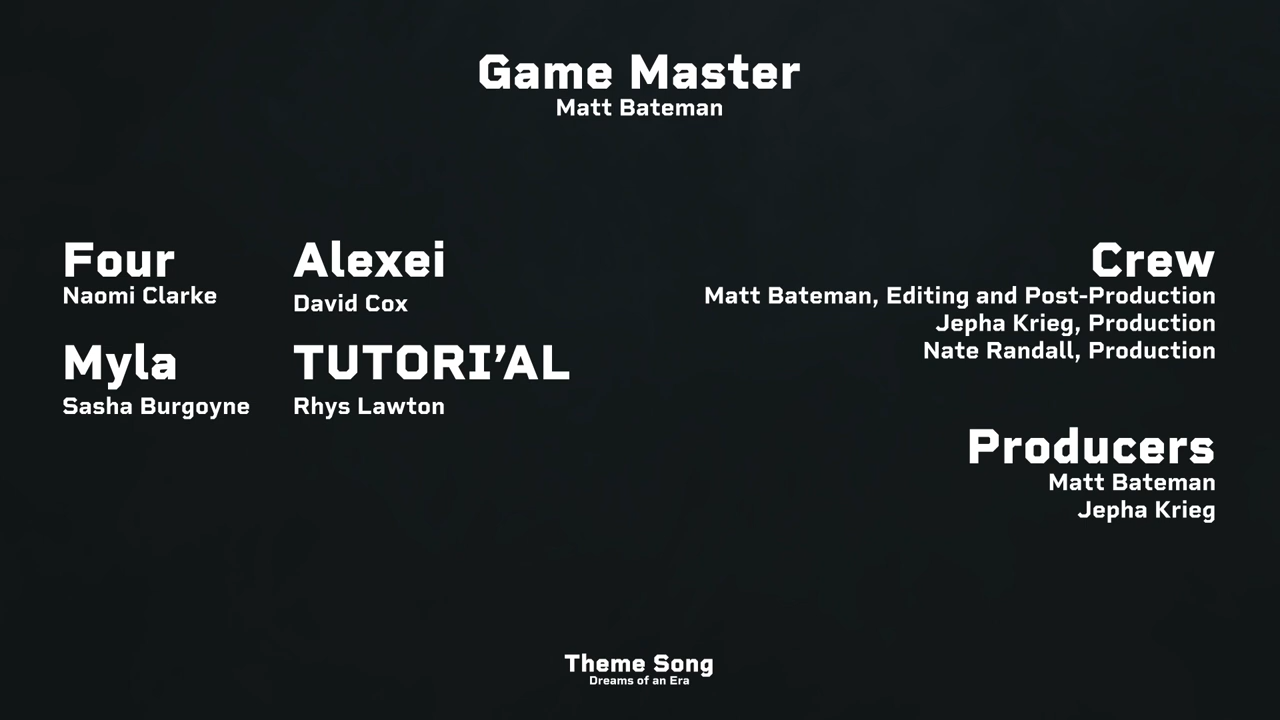 Game Master
Matt Bateman
Four
Naomi Clarke
Alexei
David Cox
Myla
Sasha Burgoyne
TUTORI’AL
Rhys Lawton
Crew
Matt Bateman, Editing and Post-Production
Jepha Krieg, Production
Nate Randall, Production
Producers
Matt Bateman
Jepha Krieg
Theme Song
Dreams of an Era